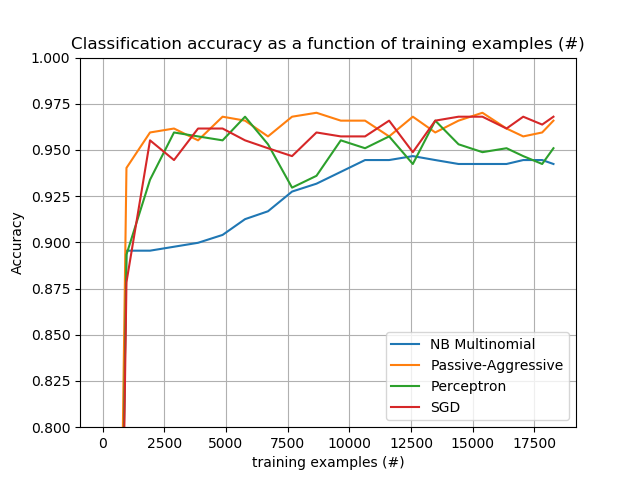 Classification accuracy as a function of training examples (#)
1.000
0.975
0.950
0.925
0.900
0.875
0.850
0.825
0.800
Accuracy
NB Multinomial
Passive-Aggressive
Perceptron
SGD
0 2500 5000 7500 10000 12500 15000 17500
training examples (#)